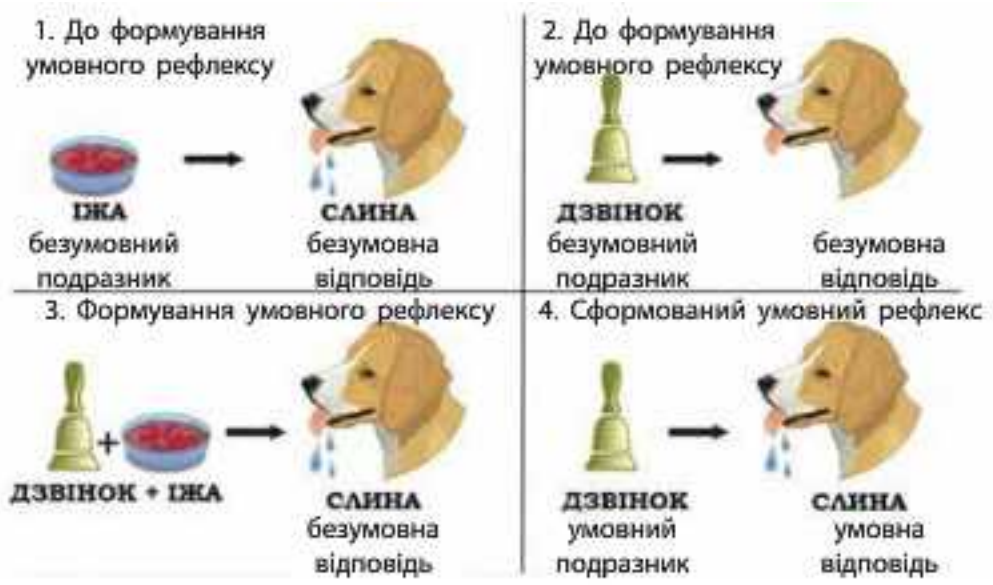 1. До формування
умовного рефлексу
ЇЖА
безумовний
подразник
СЛИНА
безумовна
відповідь
2. До формування
умовного рефлексу
ДЗВІНОК
безумовний
подразник
безумовна
відповідь
3. Формування умовного рефлексу
+
ДЗВІНОК + ЇЖА
СЛИНА
безумовна
відповідь
4. Сформований умовний рефлекс
ДЗВІНОК
умовний
подразник
СЛИНА
умовна
відповідь